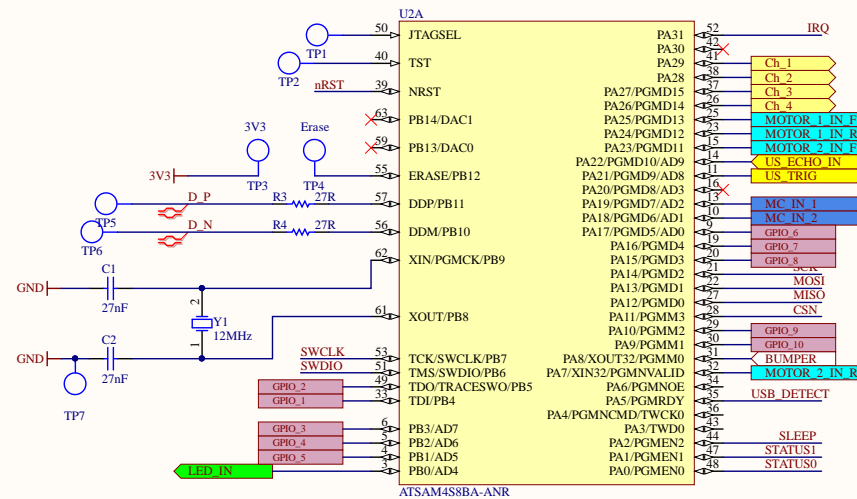 U2A
50 JTAGSEL PA31 52 IRQ
TP1 PA30 42
40 TST PA29 41 Ch_1
TP2 PA28 38 Ch_2
nRST 39 NRST PA27/PGMD15 37 Ch_3
PA26/PGMD14 26 Ch_4
63 PB14/DAC1 PA25/PGMD13 25 MOTOR_1_IN_F
3V3 Erase PA24/PGMD12 23 MOTOR_1_IN_R
59 PB13/DAC0 PA23/PGMD11 15 MOTOR_2_IN_F
PA22/PGMD10/AD9 14 US_ECHO_IN
3V3 TP3 TP4 55 ERASE/PB12 PA21/PGMD9/AD8 11 US_TRIG
PA20/PGMD8/AD3 16
TP5 D_P R3 27R 57 DDP/PB11 PA19/PGMD7/AD2 13 MC_IN_1
PA18/PGMD6/AD1 10 MC_IN_2
TP6 D_N R4 27R 56 DDM/PB10 PA17/PGMD5/AD0 9 GPIO_6
PA16/PGMD4 19 GPIO_7
62 XIN/PGMCK/PB9 PA15/PGMD3 20 GPIO_8
C1 PA14/PGMD2 21 SCK
GND 27nF PA13/PGMD1 22 MOSI
2 PA12/PGMD0 27 MISO
Y1 61 XOUT/PB8 PA11/PGMM3 28 CSN
12MHz PA10/PGMM2 29 GPIO_9
C2 1 PA9/PGMM1 30 GPIO_10
GND 27nF SWCLK 53 TCK/SWCLK/PB7 PA8/XOUT32/PGMM0 31 BUMPER
SWDIO 51 TMS/SWDIO/PB6 PA7/XIN32/PGMNVALID 32 MOTOR_2_IN_R
GPIO_2 49 TDO/TRACESWO/PB5 PA6/PGMNOE 34
TP7 GPIO_1 33 TDI/PB4 PA5/PGMRDY 35 USB_DETECT
PA4/PGMNCMD/TWCK0 36
GPIO_3 6 PB3/AD7 PA3/TWD0 43
GPIO_4 5 PB2/AD6 PA2/PGMEN2 44 SLEEP
GPIO_5 4 PB1/AD5 PA1/PGMEN1 47 STATUS1
LED_IN 3 PB0/AD4 PA0/PGMEN0 48 STATUS0
ATSAM4S8BA-ANR